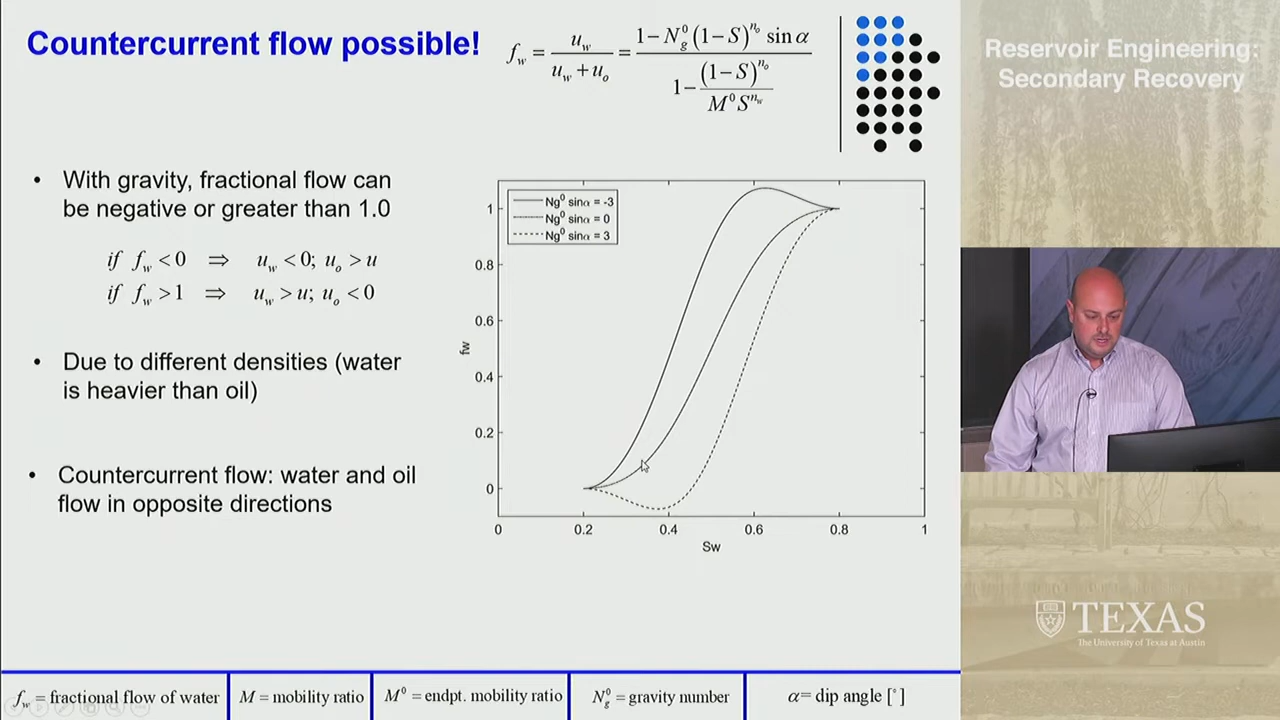 Countercurrent flow possible!
f_w = u_w / (u_w + u_o) = (1 − N_g^0 (1 − S)^{n_o} sin α) / (1 − (1 − S)^{n_o} / (M^0 S^{n_w}))
Reservoir Engineering:
Secondary Recovery
• With gravity, fractional flow can
be negative or greater than 1.0
if f_w < 0 ⇒ u_w < 0; u_o > u
if f_w > 1 ⇒ u_w > u; u_o < 0
• Due to different densities (water
is heavier than oil)
• Countercurrent flow: water and oil
flow in opposite directions
Ng^0 sinα = -3
Ng^0 sinα = 0
Ng^0 sinα = 3
1
0.8
0.6
0.4
0.2
0
fw
0 0.2 0.4 0.6 0.8 1
Sw
TEXAS
The University of Texas at Austin
f_w = fractional flow of water
M = mobility ratio
M^0 = endpt. mobility ratio
N_g^0 = gravity number
α = dip angle [°]